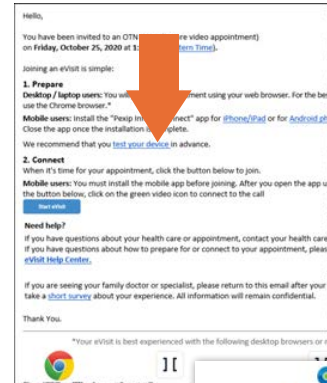 Hello,
You have been invited to an OTN re video appointment)
on Friday, October 25, 2020 at 1: tern Time).
Joining an eVisit is simple:
1. Prepare
Desktop / laptop users: You w ment using your web browser. For the bes
use the Chrome browser.*
Mobile users: Install the "Pexip In nnect" app for iPhone/iPad or for Android ph
Close the app once the installation is plete.
We recommend that you test your device in advance.
2. Connect
When it's time for your appointment, click the button below to join.
Mobile users: You must install the mobile app before joining. After you open the app u
the button below, click on the green video icon to connect to the call
Start eVisit
Need help?
If you have questions about your health care or appointment, contact your health care
If you have questions about how to prepare for or connect to your appointment, pleas
eVisit Help Center.
If you are seeing your family doctor or specialist, please return to this email after your
take a short survey about your experience. All information will remain confidential.
Thank You.
*Your eVisit is best experienced with the following desktop browsers or m
] [